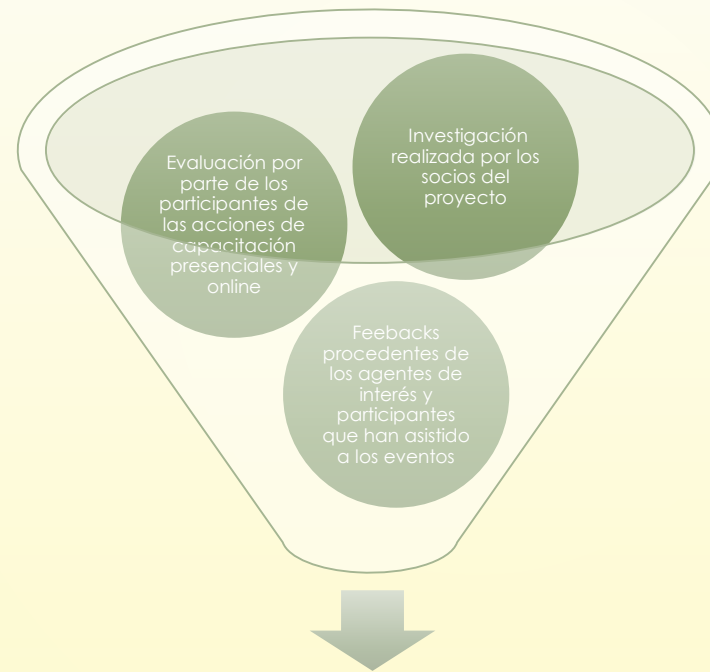 Evaluación por
parte de los
participantes de
las acciones de
capacitación
presenciales y
online
Investigación
realizada por los
socios del
proyecto
Feebacks
procedentes de
los agentes de
interés y
participantes
que han asistido
a los eventos